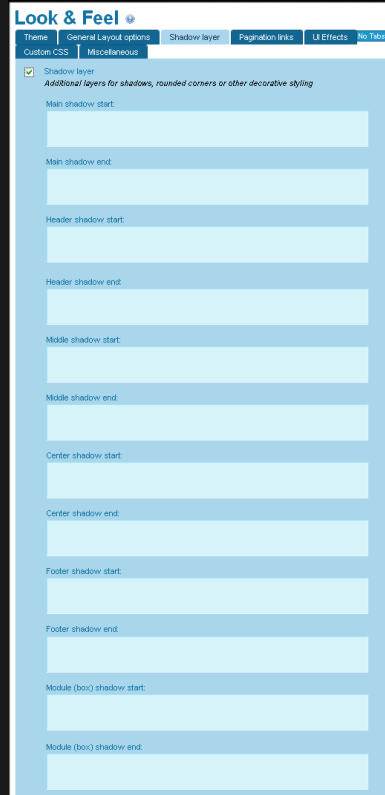 Look & Feel
Theme General Layout options Shadow layer Pagination links UI Effects No Tabs
Custom CSS Miscellaneous
Shadow layer
Additional layers for shadows, rounded corners or other decorative styling
Main shadow start:
Main shadow end:
Header shadow start:
Header shadow end:
Middle shadow start:
Middle shadow end:
Center shadow start:
Center shadow end:
Footer shadow start:
Footer shadow end:
Module (box) shadow start:
Module (box) shadow end: